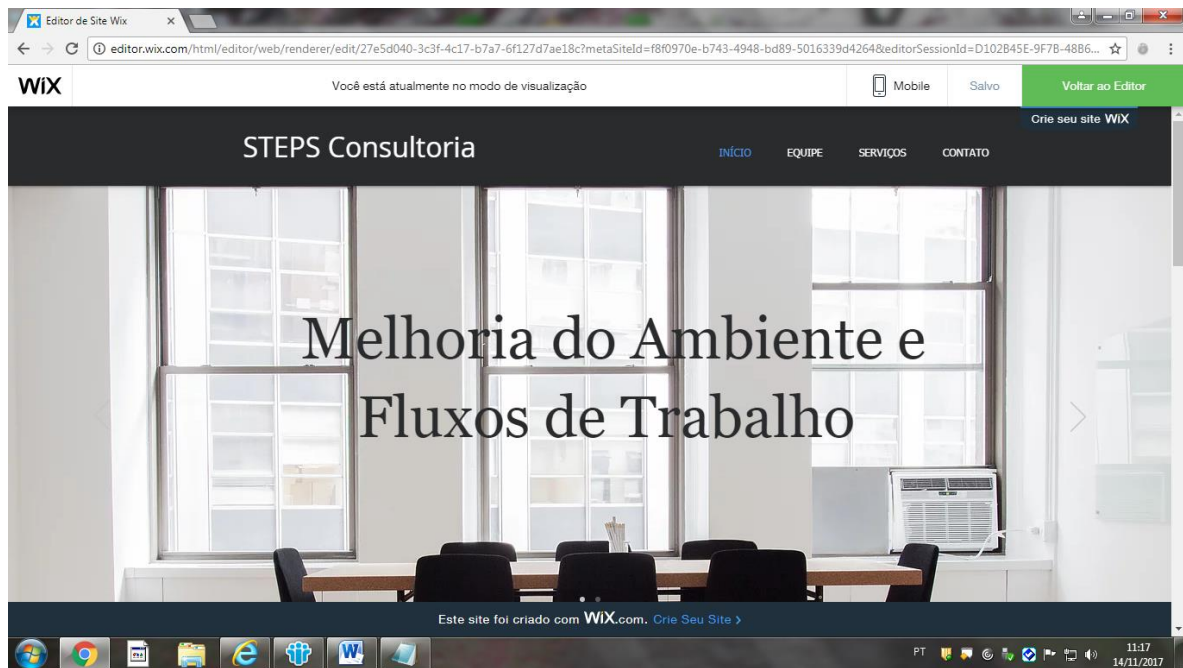 Editor de Site Wix
editor.wix.com/html/editor/web/renderer/edit/27e5d040-3c3f-4c17-b7a7-6f127d7ae18c?metaSiteId=f8f0970e-b743-4948-bd89-5016339d4264&editorSessionId=D102B45E-9F7B-48B6...
WiX
Você está atualmente no modo de visualização
Mobile
Salvo
Voltar ao Editor
Crie seu site WiX
STEPS Consultoria
INÍCIO EQUIPE SERVIÇOS CONTATO
Melhoria do Ambiente e
Fluxos de Trabalho
Este site foi criado com WiX.com. Crie Seu Site >
PT
11:17
14/11/2017